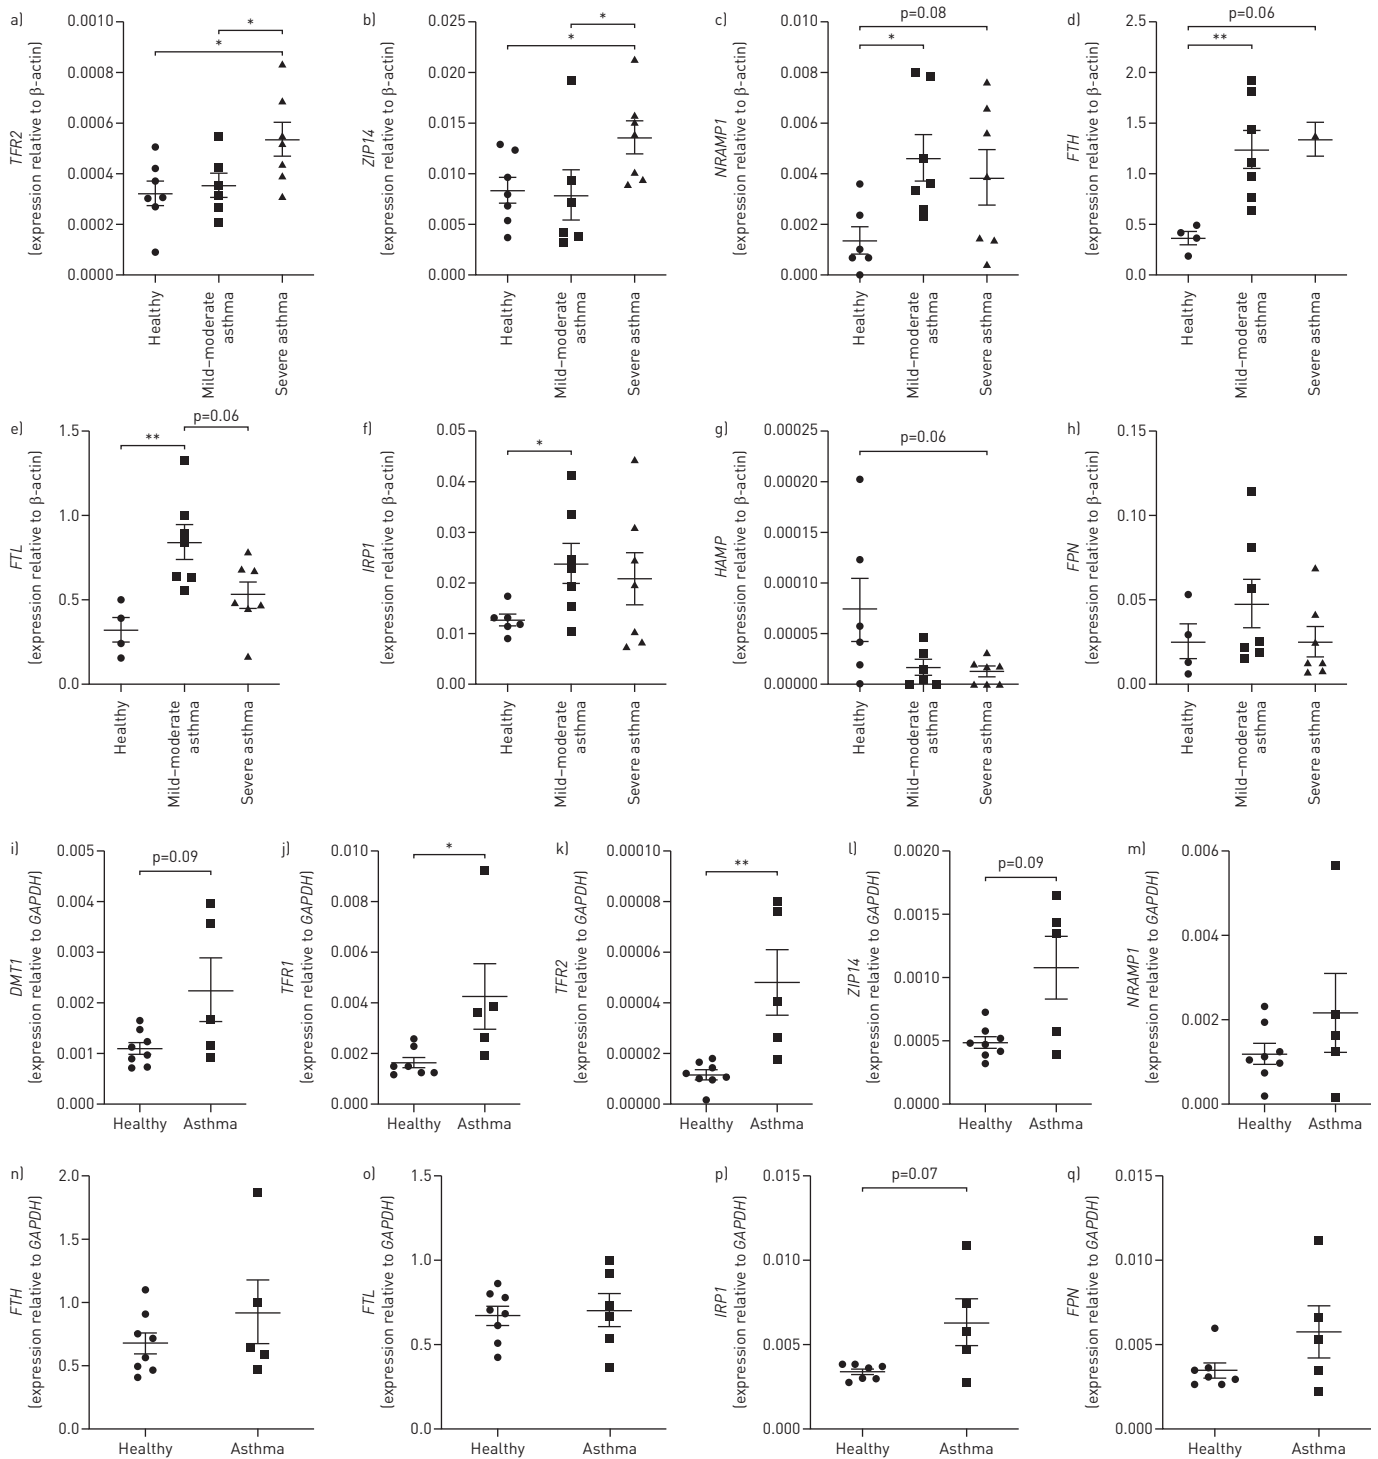 a)
TFR2
(expression relative to β-actin)
0.0010
0.0008
0.0006
0.0004
0.0002
0.0000
*
*
Healthy
Mild–moderate
asthma
Severe asthma
b)
ZIP14
(expression relative to β-actin)
0.025
0.020
0.015
0.010
0.005
0.000
*
*
Healthy
Mild–moderate
asthma
Severe asthma
c)
NRAMP1
(expression relative to β-actin)
0.0010
0.008
0.006
0.004
0.002
0.000
p=0.08
*
Healthy
Mild–moderate
asthma
Severe asthma
d)
FTH
(expression relative to β-actin)
2.5
2.0
1.5
1.0
0.5
0.0
p=0.06
**
Healthy
Mild–moderate
asthma
Severe asthma
e)
FTL
(expression relative to β-actin)
1.5
1.0
0.5
0.0
p=0.06
**
Healthy
Mild–moderate
asthma
Severe asthma
f)
IRP1
(expression relative to β-actin)
0.05
0.04
0.03
0.02
0.01
0.00
*
Healthy
Mild–moderate
asthma
Severe asthma
g)
HAMP
(expression relative to β-actin)
0.00025
0.00020
0.00015
0.00010
0.00005
0.00000
p=0.06
Healthy
Mild–moderate
asthma
Severe asthma
h)
FPN
(expression relative to β-actin)
0.15
0.10
0.05
0.00
Healthy
Mild–moderate
asthma
Severe asthma
i)
DMT1
(expression relative to GAPDH)
0.005
0.004
0.003
0.002
0.001
0.000
p=0.09
Healthy Asthma
j)
TFR1
(expression relative to GAPDH)
0.010
0.008
0.006
0.004
0.002
0.000
*
Healthy Asthma
k)
TFR2
(expression relative to GAPDH)
0.00010
0.00008
0.00006
0.00004
0.00002
0.00000
**
Healthy Asthma
l)
ZIP14
(expression relative to GAPDH)
0.0020
0.0015
0.0010
0.0005
0.0000
p=0.09
Healthy Asthma
m)
NRAMP1
(expression relative to GAPDH)
0.006
0.004
0.002
0.000
Healthy Asthma
n)
FTH
(expression relative to GAPDH)
2.0
1.5
1.0
0.5
0.0
Healthy Asthma
o)
FTL
(expression relative to GAPDH)
1.5
1.0
0.5
0.0
Healthy Asthma
p)
IRP1
(expression relative to GAPDH)
0.015
0.010
0.005
0.000
p=0.07
Healthy Asthma
q)
FPN
(expression relative to GAPDH)
0.015
0.010
0.005
0.000
Healthy Asthma